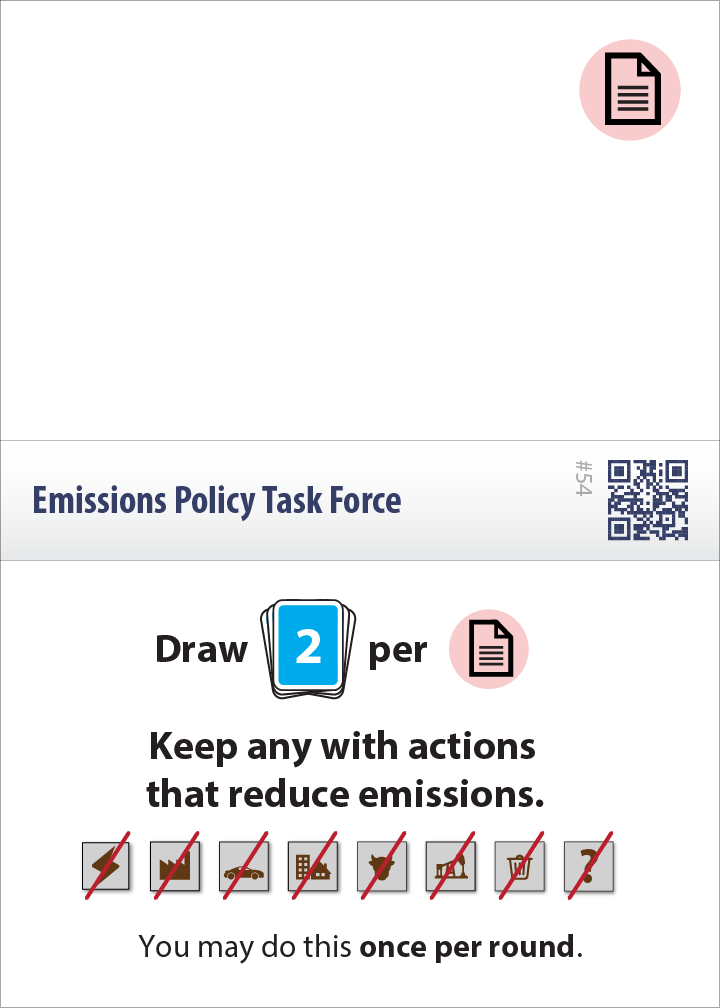 #54
Emissions Policy Task Force
Draw 2 per
Keep any with actions
that reduce emissions.
?
You may do this once per round.